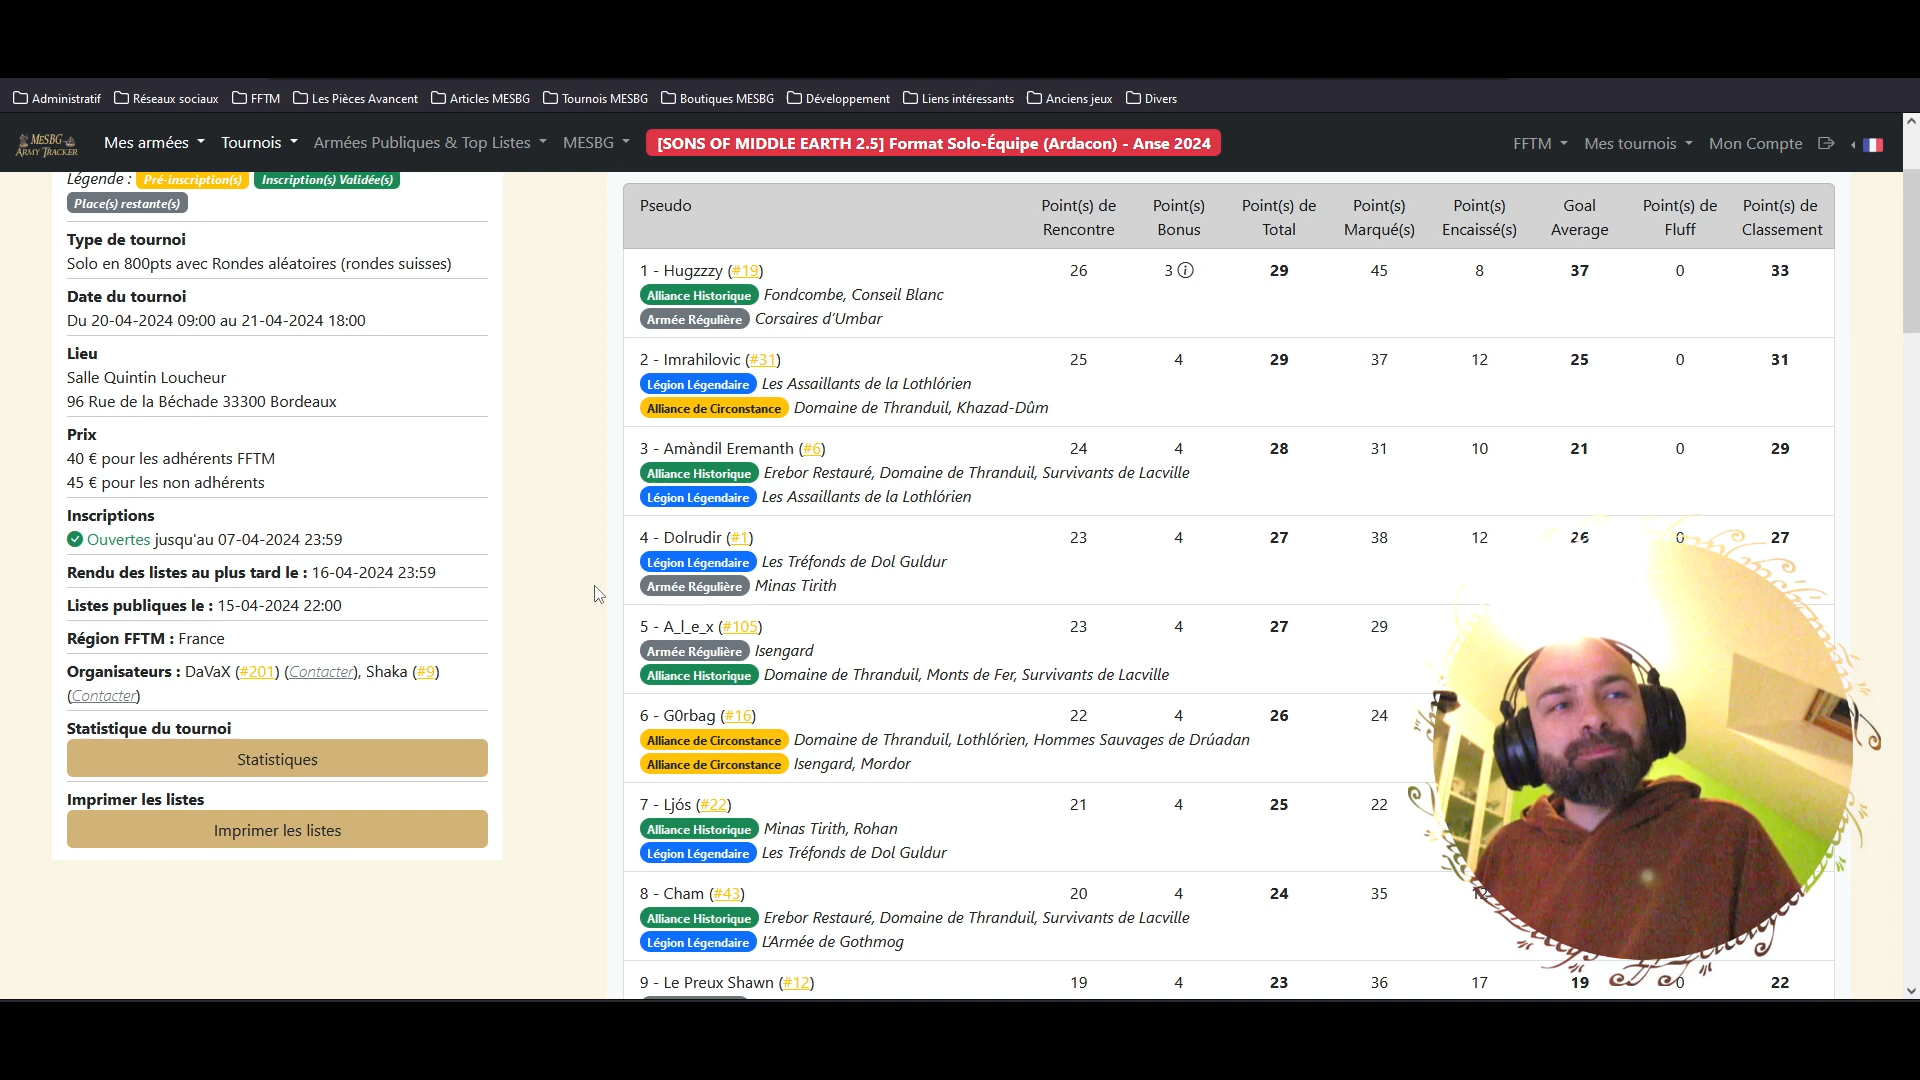 Administratif Réseaux sociaux FFTM Les Pièces Avancent Articles MESBG Tournois MESBG Boutiques MESBG Développement Liens intéressants Anciens jeux Divers
MESBG ARMY TRACKER Mes armées Tournois Armées Publiques & Top Listes MESBG [SONS OF MIDDLE EARTH 2.5] Format Solo-Équipe (Ardacon) - Anse 2024 FFTM Mes tournois Mon Compte
Légende : Pré-inscription(s) Inscription(s) Validée(s)
Place(s) restante(s)
Type de tournoi
Solo en 800pts avec Rondes aléatoires (rondes suisses)
Date du tournoi
Du 20-04-2024 09:00 au 21-04-2024 18:00
Lieu
Salle Quintin Loucheur
96 Rue de la Béchade 33300 Bordeaux
Prix
40 € pour les adhérents FFTM
45 € pour les non adhérents
Inscriptions
Ouvertes jusqu'au 07-04-2024 23:59
Rendu des listes au plus tard le : 16-04-2024 23:59
Listes publiques le : 15-04-2024 22:00
Région FFTM : France
Organisateurs : DaVaX (#201) (Contacter), Shaka (#9)
(Contacter)
Statistique du tournoi
Statistiques
Imprimer les listes
Imprimer les listes
Pseudo Point(s) de Rencontre Point(s) Bonus Point(s) de Total Point(s) Marqué(s) Point(s) Encaissé(s) Goal Average Point(s) de Fluff Point(s) de Classement
1 - Hugzzzy (#19) 26 3 29 45 8 37 0 33
Alliance Historique Fondcombe, Conseil Blanc
Armée Régulière Corsaires d'Umbar
2 - Imrahilovic (#31) 25 4 29 37 12 25 0 31
Légion Légendaire Les Assaillants de la Lothlórien
Alliance de Circonstance Domaine de Thranduil, Khazad-Dûm
3 - Amàndil Eremanth (#6) 24 4 28 31 10 21 0 29
Alliance Historique Erebor Restauré, Domaine de Thranduil, Survivants de Lacville
Légion Légendaire Les Assaillants de la Lothlórien
4 - Dolrudir (#1) 23 4 27 38 12 26 0 27
Légion Légendaire Les Tréfonds de Dol Guldur
Armée Régulière Minas Tirith
5 - A_l_e_x (#105) 23 4 27 29
Armée Régulière Isengard
Alliance Historique Domaine de Thranduil, Monts de Fer, Survivants de Lacville
6 - G0rbag (#16) 22 4 26 24
Alliance de Circonstance Domaine de Thranduil, Lothlórien, Hommes Sauvages de Drúadan
Alliance de Circonstance Isengard, Mordor
7 - Ljós (#22) 21 4 25 22
Alliance Historique Minas Tirith, Rohan
Légion Légendaire Les Tréfonds de Dol Guldur
8 - Cham (#43) 20 4 24 35
Alliance Historique Erebor Restauré, Domaine de Thranduil, Survivants de Lacville
Légion Légendaire L'Armée de Gothmog
9 - Le Preux Shawn (#12) 19 4 23 36 17 19 0 22